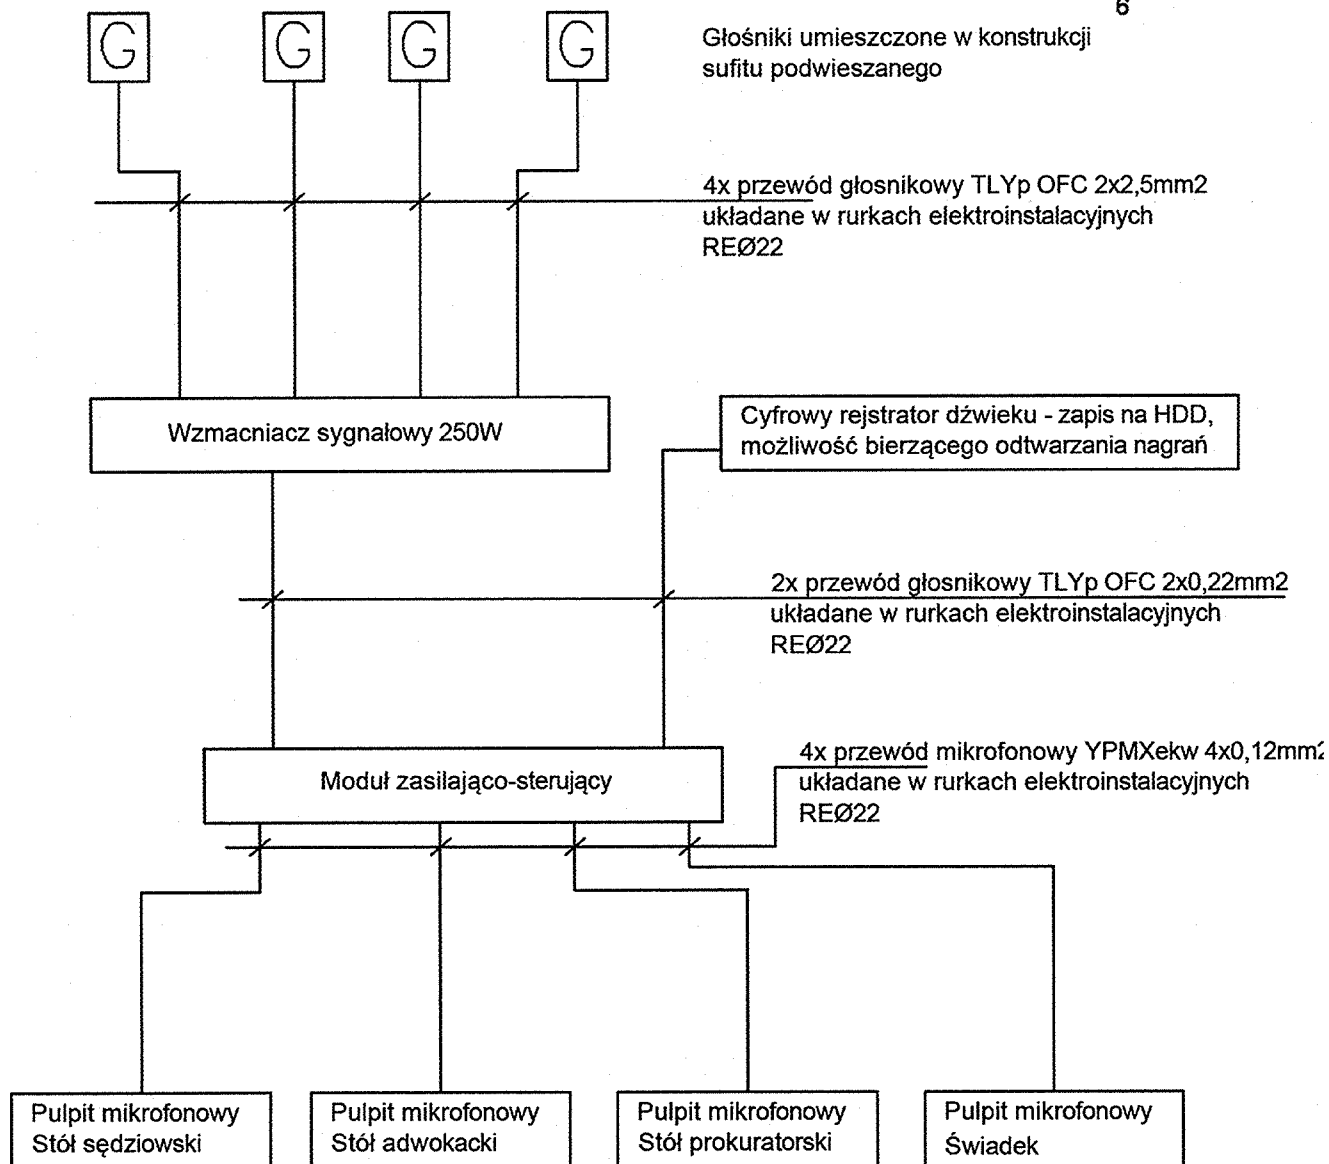 6
G G G G
Głośniki umieszczone w konstrukcji
sufitu podwieszanego
4x przewód głosnikowy TLYp OFC 2x2,5mm2
układane w rurkach elektroinstalacyjnych
REØ22
Wzmacniacz sygnałowy 250W
Cyfrowy rejstrator dźwieku - zapis na HDD,
możliwość bierzącego odtwarzania nagrań
2x przewód głosnikowy TLYp OFC 2x0,22mm2
układane w rurkach elektroinstalacyjnych
REØ22
Moduł zasilająco-sterujący
4x przewód mikrofonowy YPMXekw 4x0,12mm2
układane w rurkach elektroinstalacyjnych
REØ22
Pulpit mikrofonowy
Stół sędziowski
Pulpit mikrofonowy
Stół adwokacki
Pulpit mikrofonowy
Stół prokuratorski
Pulpit mikrofonowy
Świadek